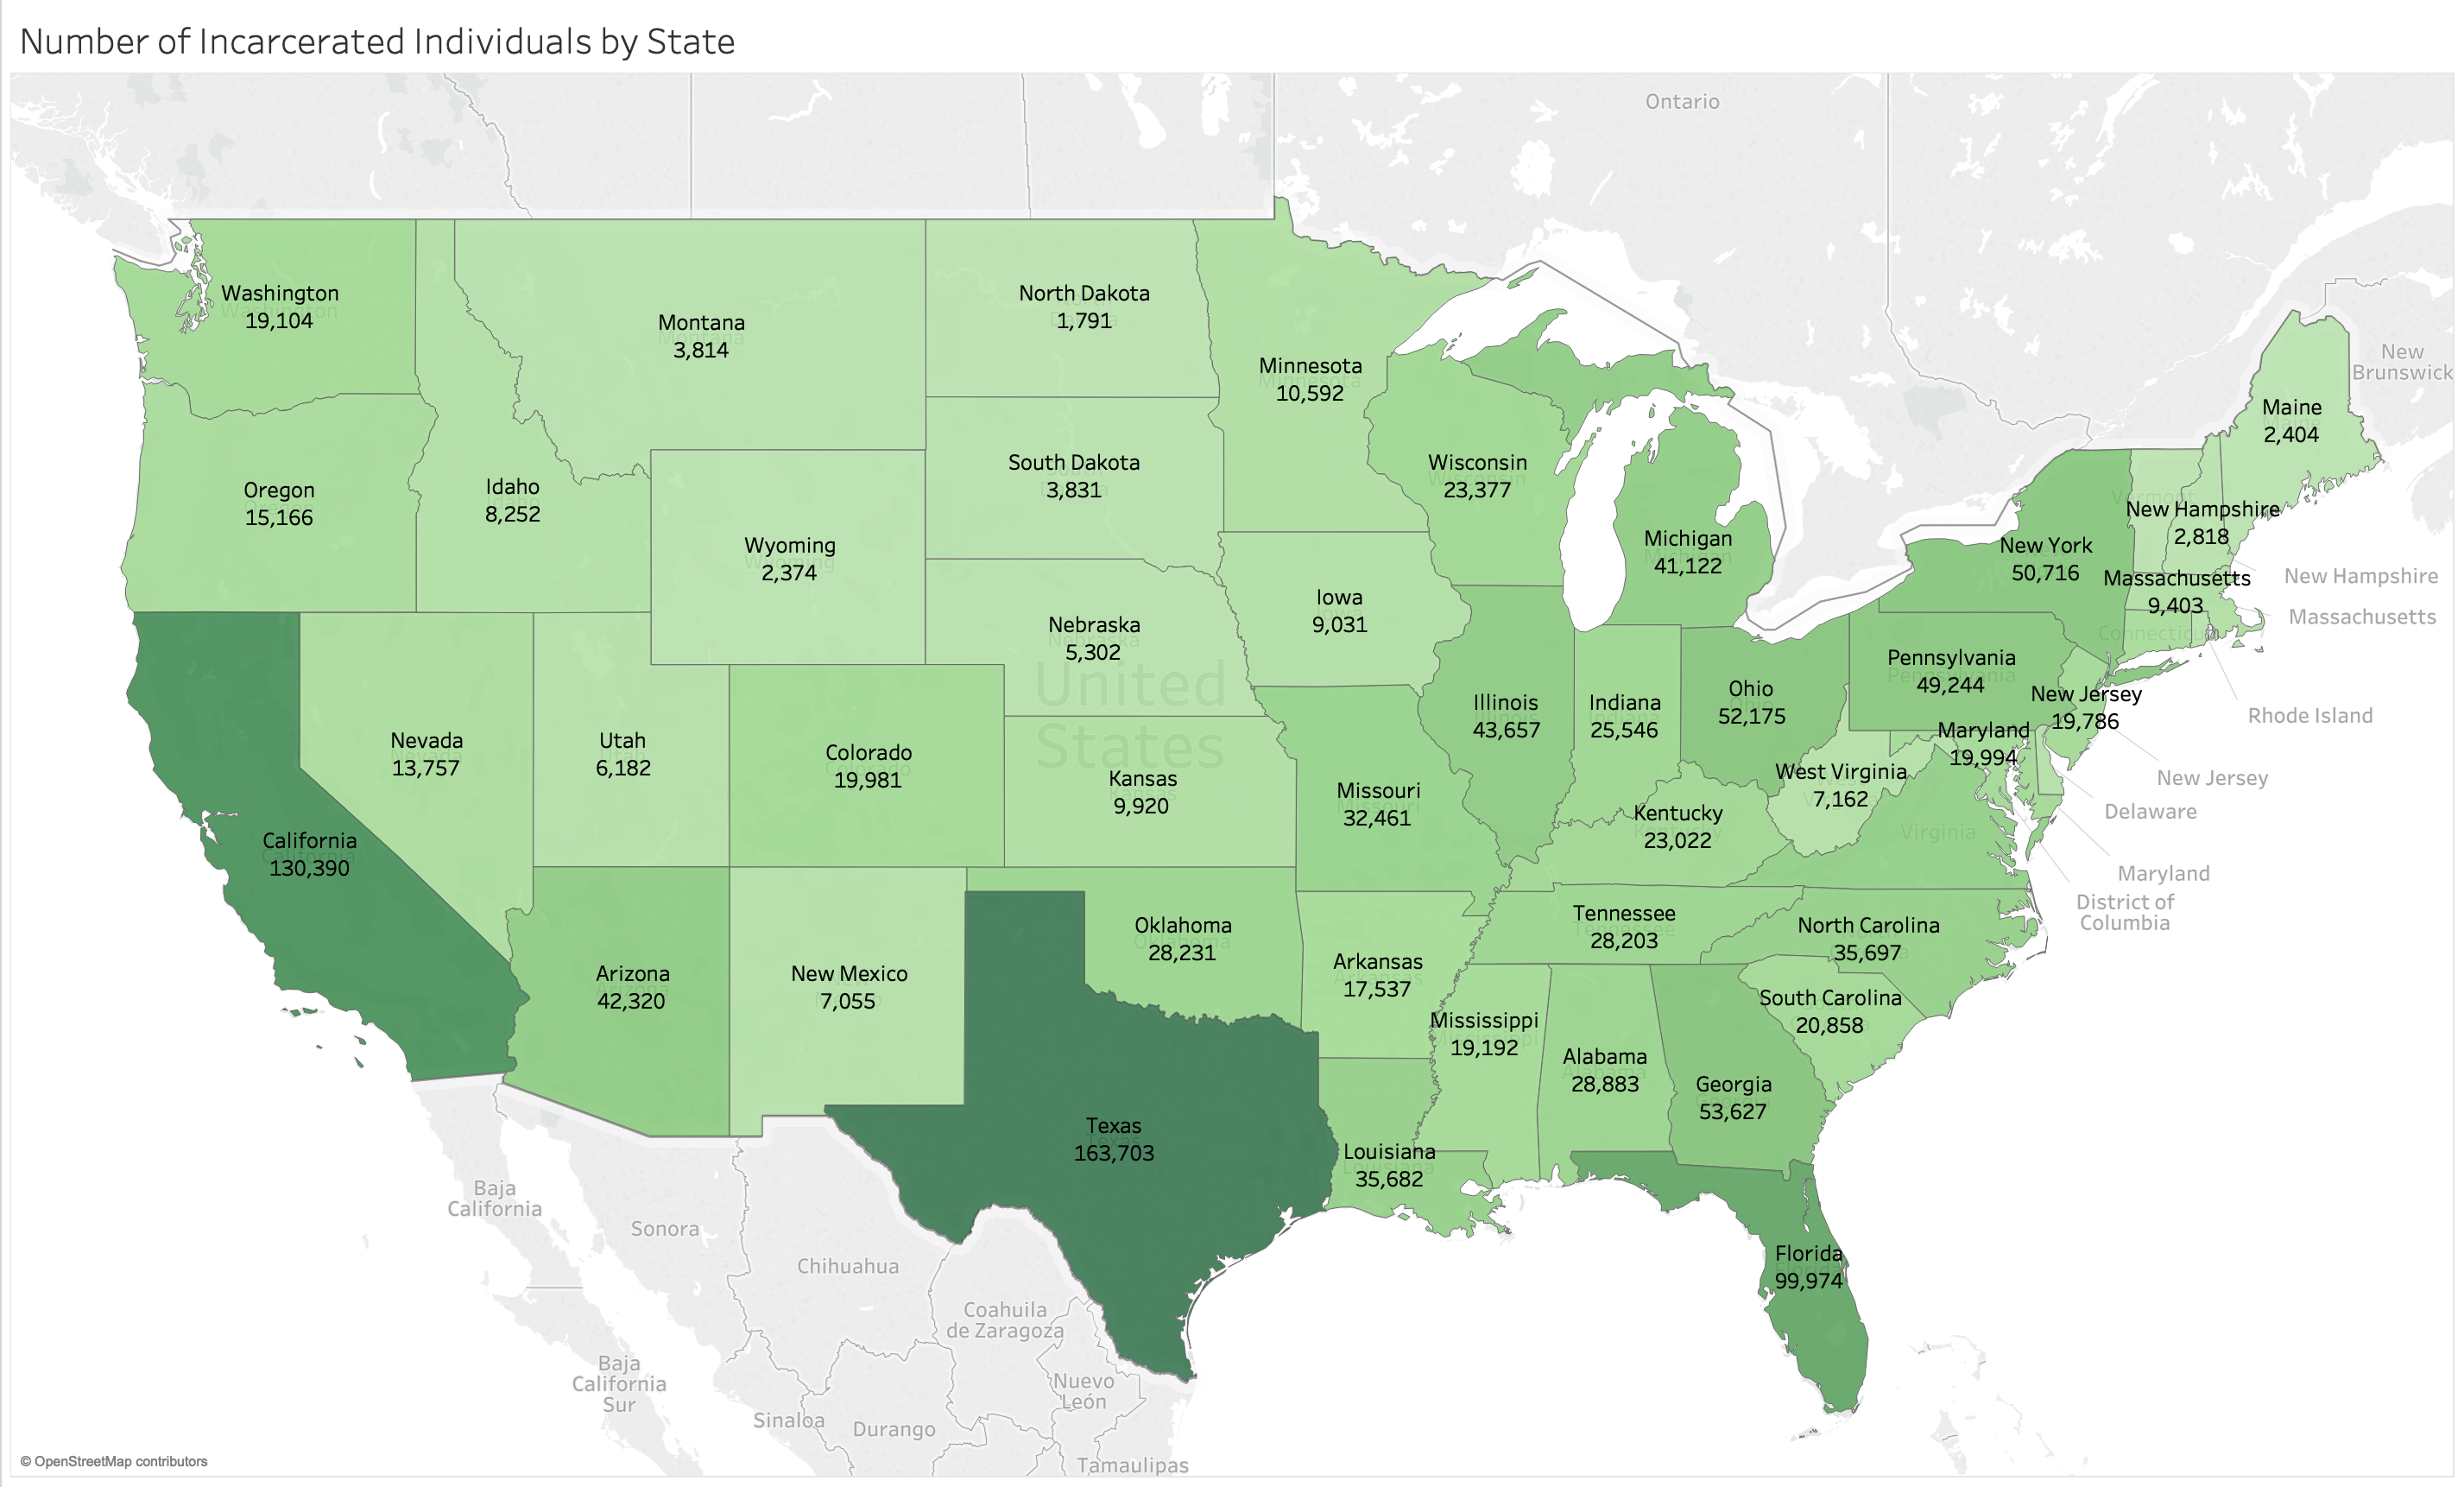 Number of Incarcerated Individuals by State
Ontario
New
Brunswick
Washington
19,104
Montana
3,814
North Dakota
1,791
Minnesota
10,592
Maine
2,404
Wisconsin
23,377
South Dakota
3,831
Oregon
15,166
Idaho
8,252
Vermont
New Hampshire
2,818
Michigan
41,122
New York
50,716
Wyoming
2,374
Massachusetts
9,403
New Hampshire
Massachusetts
Iowa
9,031
Nebraska
5,302
Connecticut
Pennsylvania
49,244
United
States
Illinois
43,657
Indiana
25,546
Ohio
52,175
New Jersey
19,786
Rhode Island
Maryland
19,994
Nevada
13,757
Utah
6,182
Colorado
19,981
Kansas
9,920
Missouri
32,461
West Virginia
7,162
New Jersey
Delaware
Kentucky
23,022
Virginia
California
130,390
Maryland
District of
Columbia
Oklahoma
28,231
Tennessee
28,203
North Carolina
35,697
Arizona
42,320
New Mexico
7,055
Arkansas
17,537
South Carolina
20,858
Mississippi
19,192
Alabama
28,883
Georgia
53,627
Texas
163,703
Louisiana
35,682
Baja
California
Sonora
Chihuahua
Florida
99,974
Coahuila
de Zaragoza
Baja
California
Sur
Nuevo
León
Sinaloa
Durango
Tamaulipas
© OpenStreetMap contributors